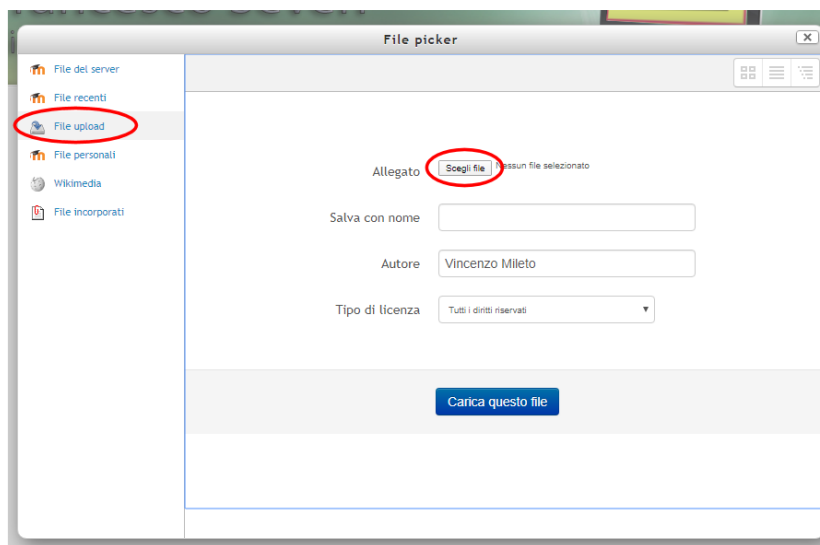 File picker
File del server
File recenti
File upload
File personali
Wikimedia
File incorporati
Allegato
Scegli file Nessun file selezionato
Salva con nome
Autore
Vincenzo Mileto
Tipo di licenza
Tutti i diritti riservati
Carica questo file